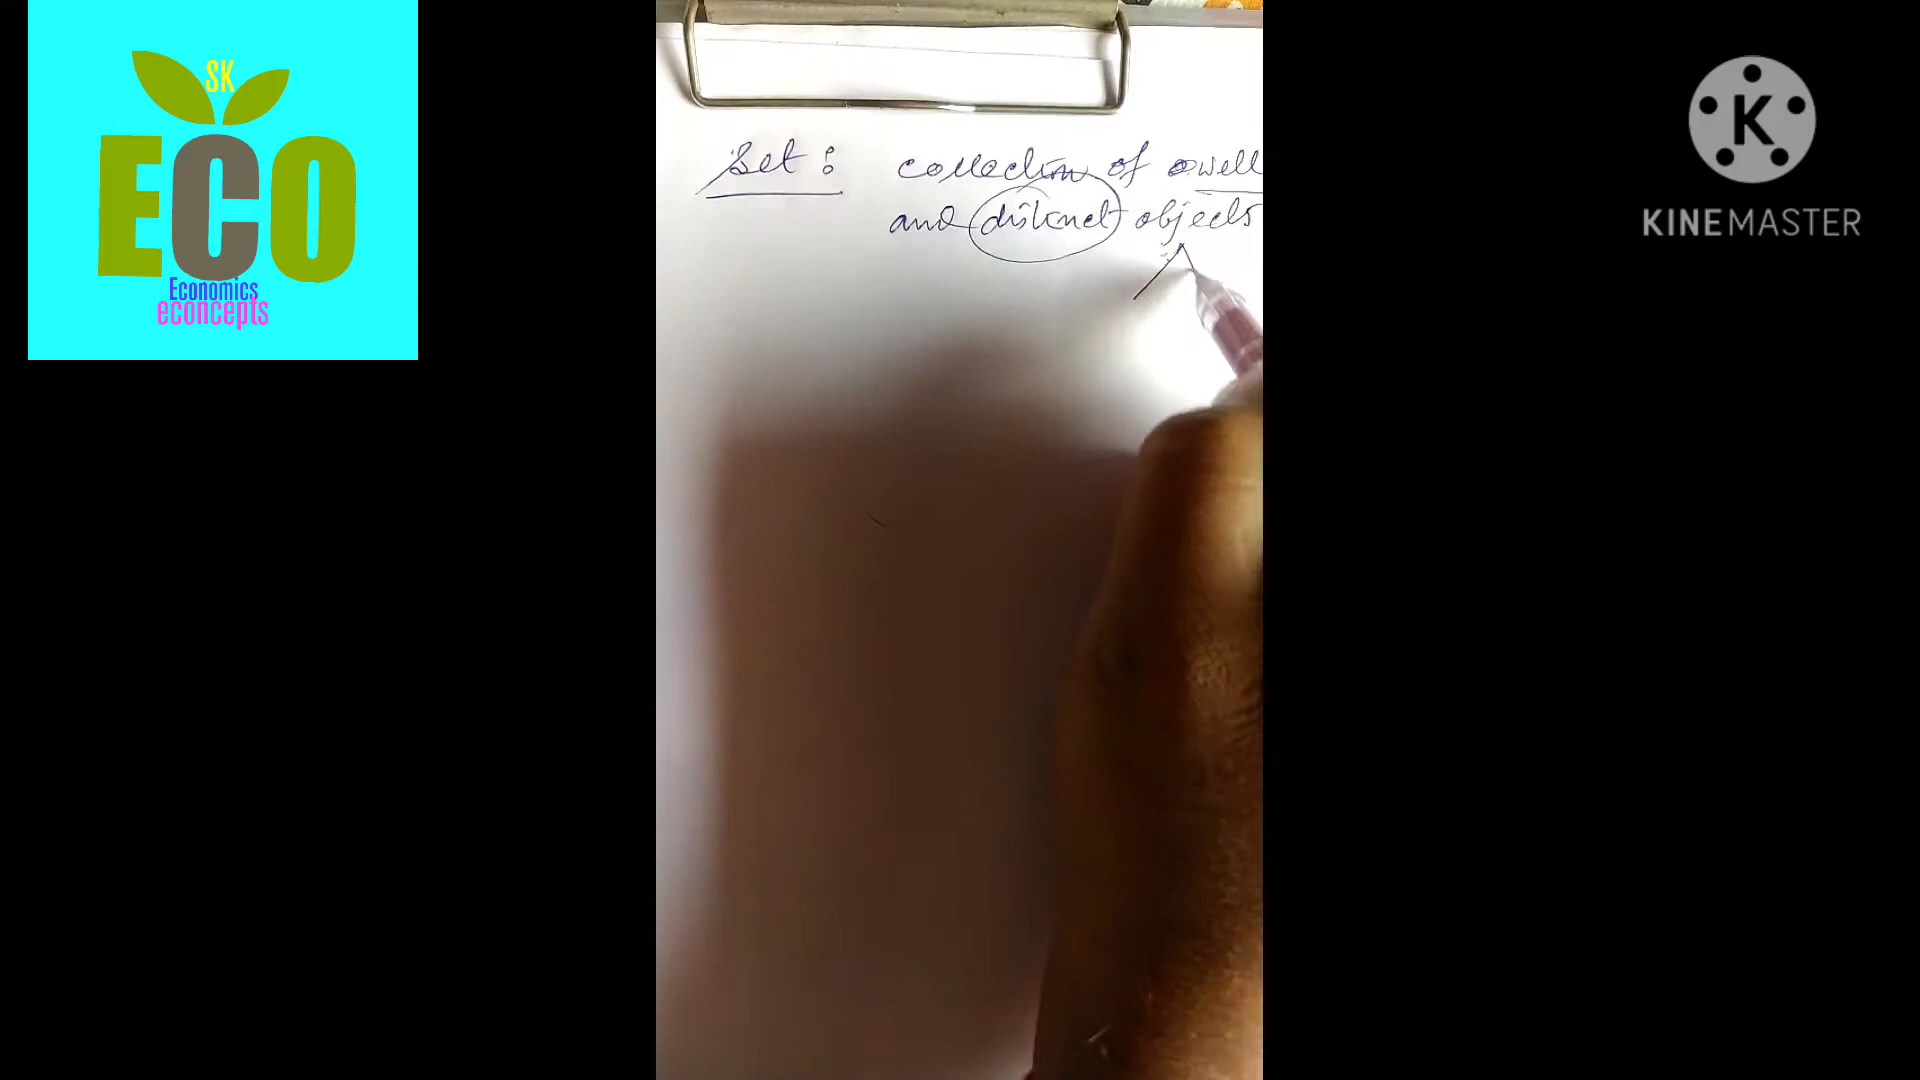 SK
ECO
Economics
econcepts
Set : collection of well
and distinct objects
K
KINEMASTER